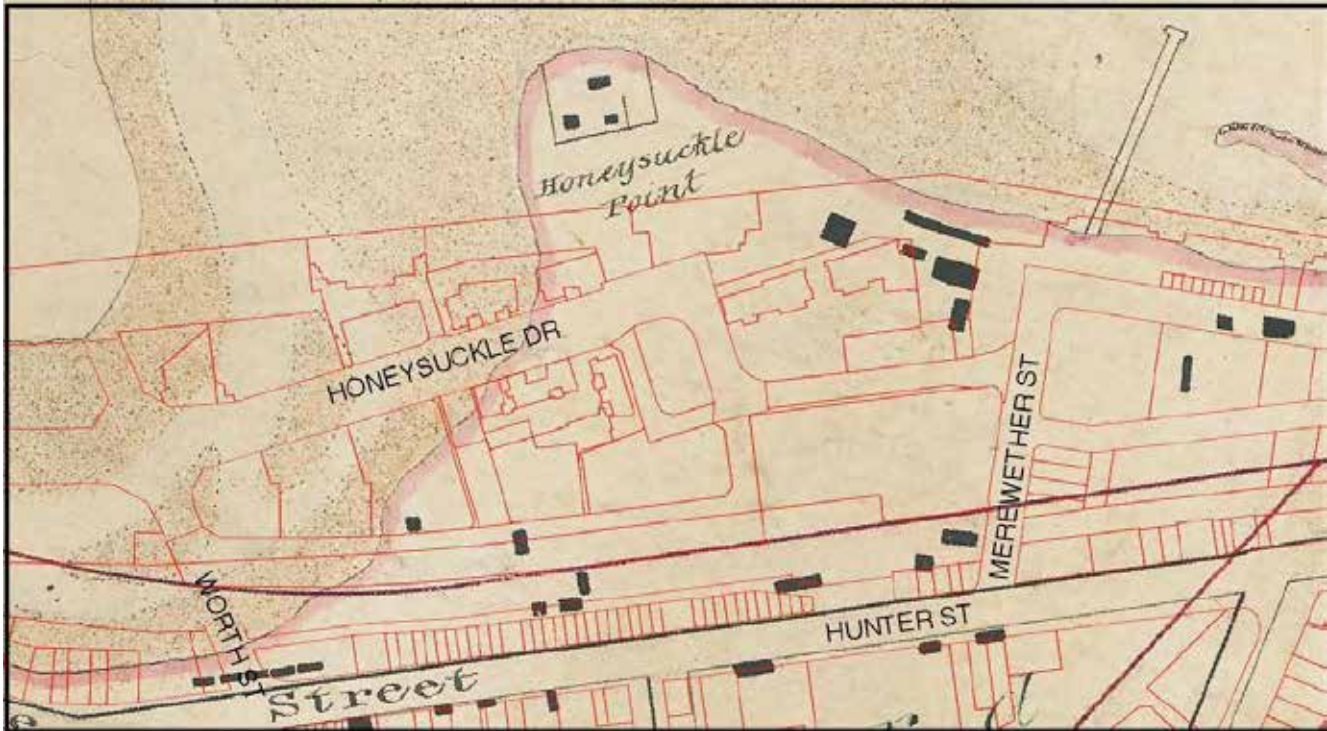 Honeysuckle
Point
HONEYSUCKLE DR
MEREWETHER ST
WORTH ST
HUNTER ST
Street